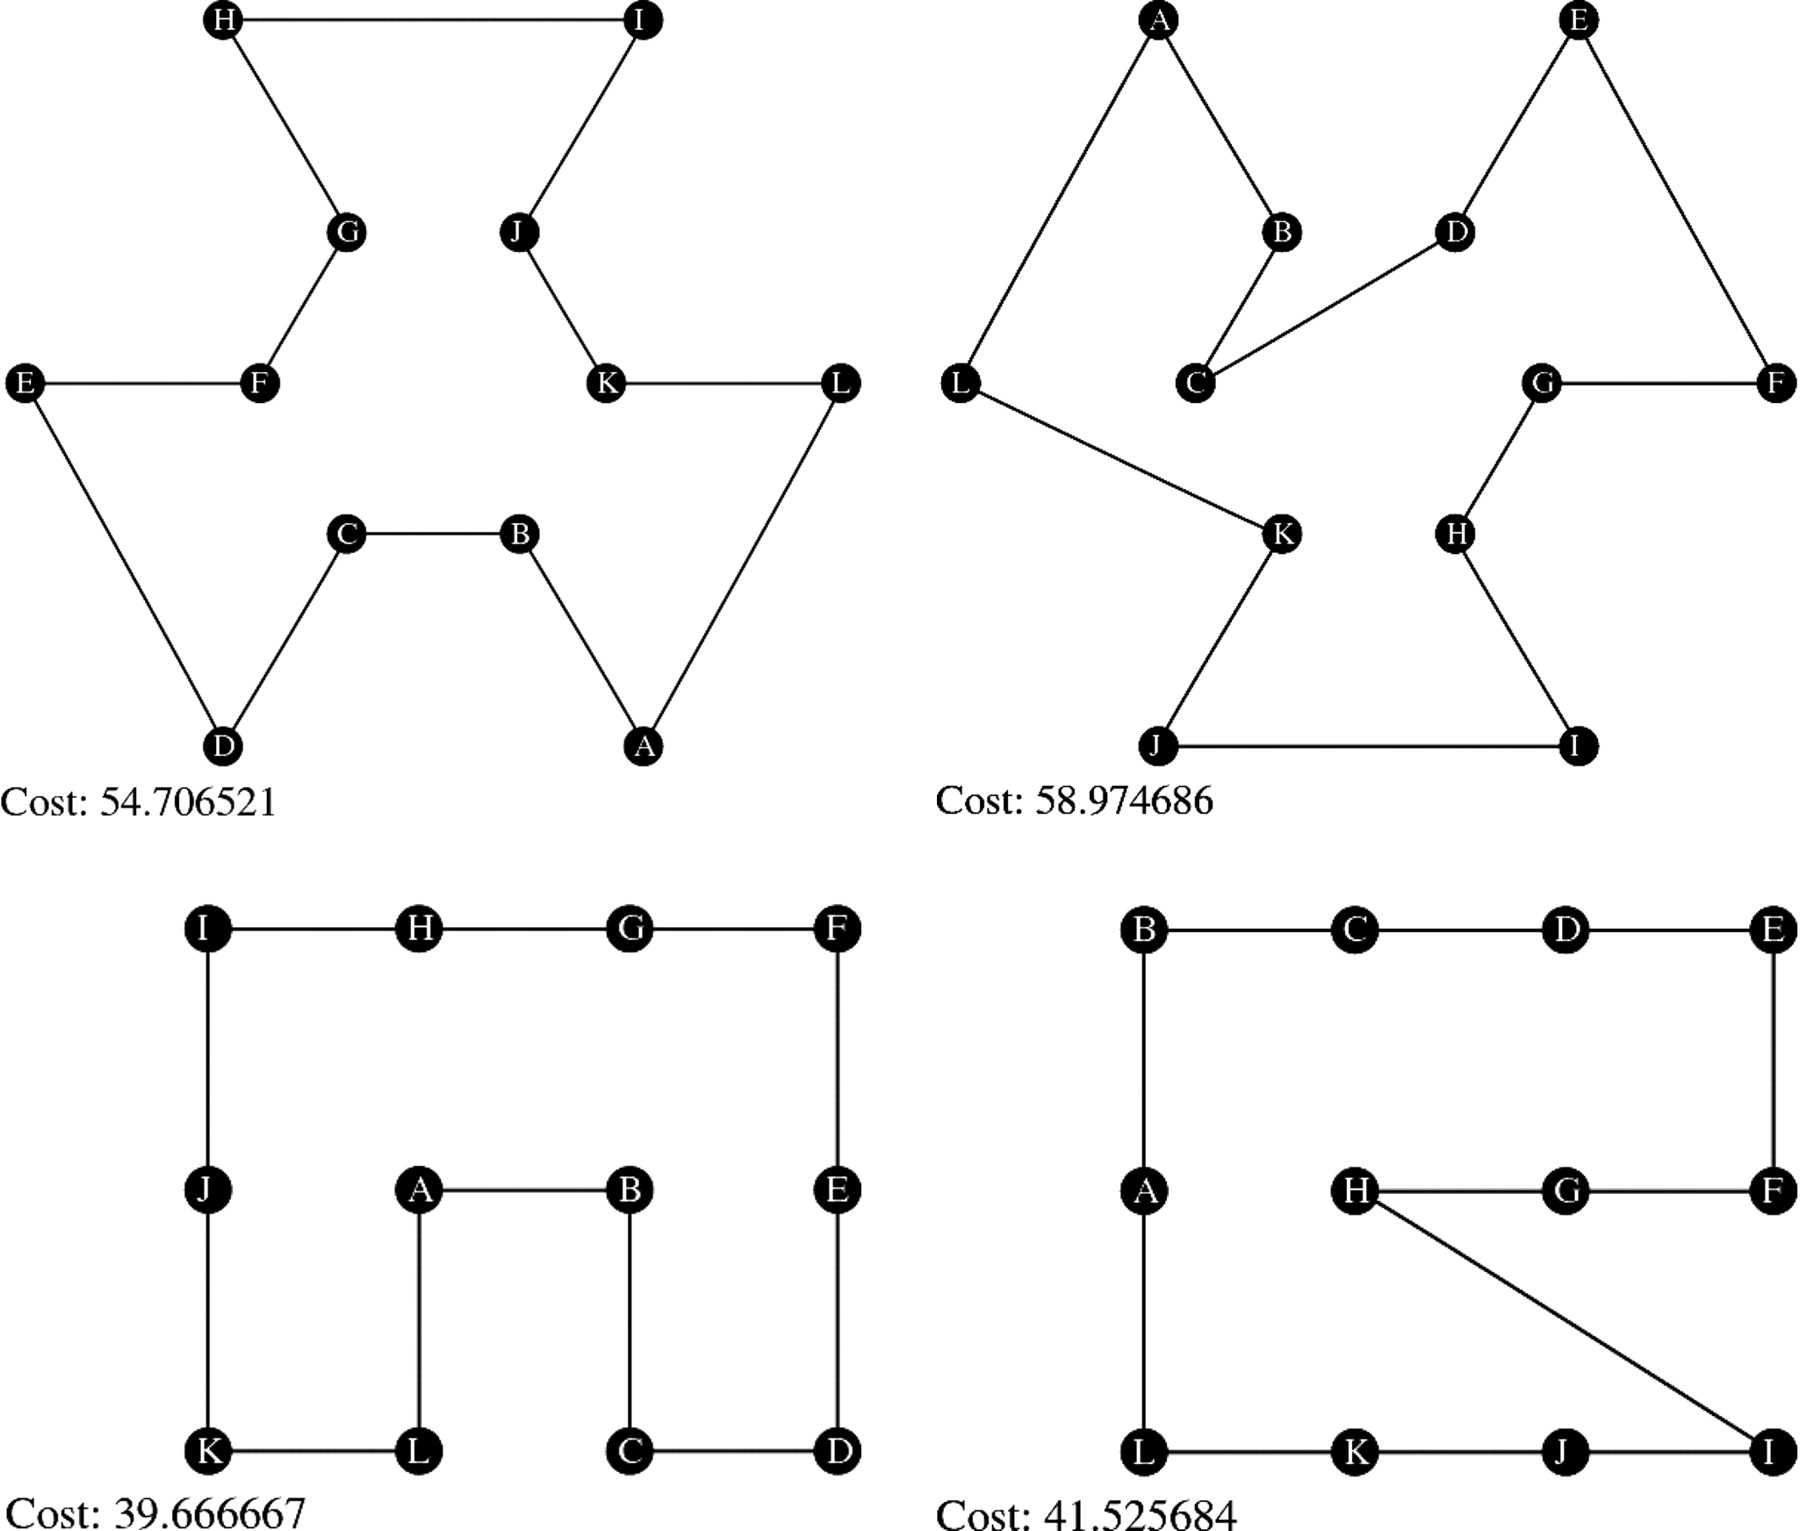 H I
G J
E F K L
C B
D A
Cost: 54.706521
A E
B D
L C G F
K H
J I
Cost: 58.974686
I H G F
J A B E
K L C D
Cost: 39.666667
B C D E
A H G F
L K J I
Cost: 41.525684